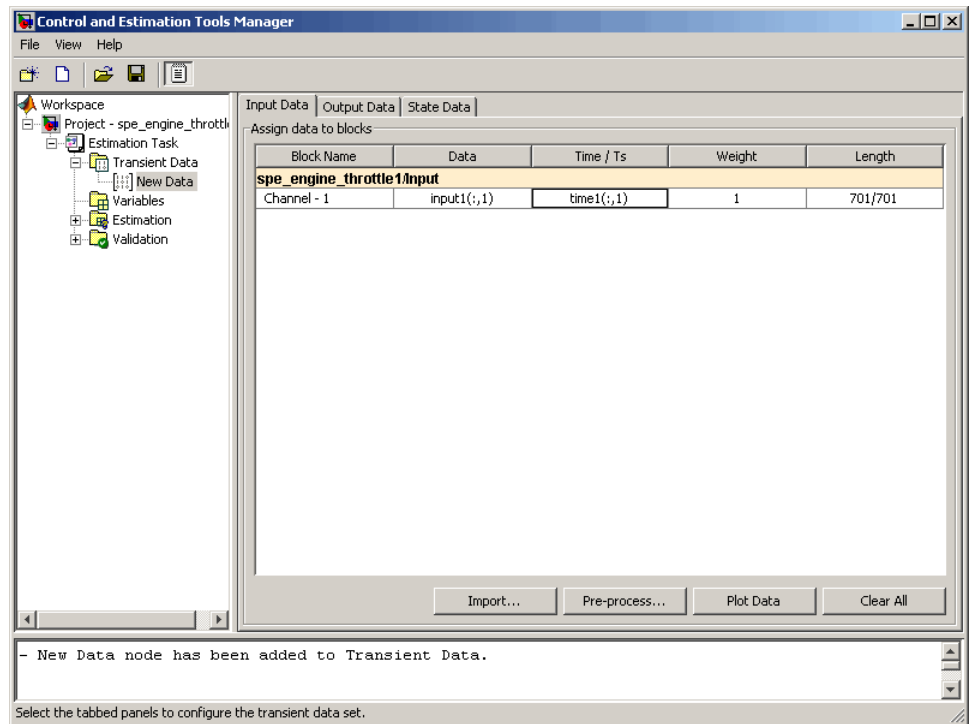 Control and Estimation Tools Manager
File View Help
Workspace
Project - spe_engine_throttl
Estimation Task
Transient Data
New Data
Variables
Estimation
Validation
Input Data Output Data State Data
Assign data to blocks
Block Name Data Time / Ts Weight Length
spe_engine_throttle1/Input
Channel - 1 input1(:,1) time1(:,1) 1 701/701
Import... Pre-process... Plot Data Clear All
- New Data node has been added to Transient Data.
Select the tabbed panels to configure the transient data set.